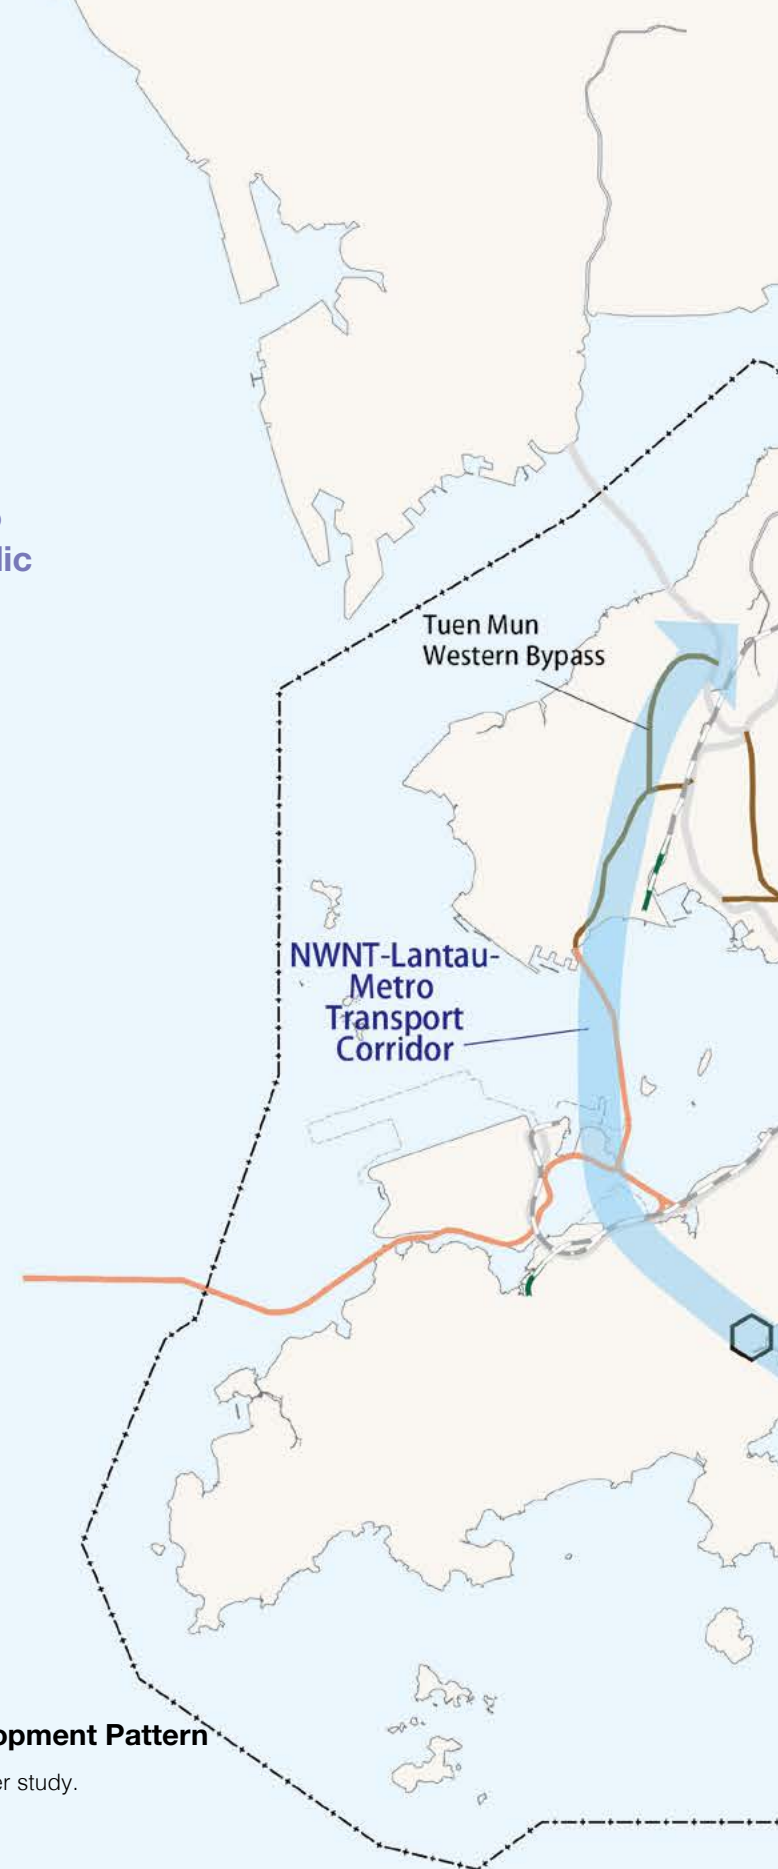 Tuen Mun
Western Bypass
NWNT-Lantau-
Metro
Transport
Corridor
opment Pattern
er study.